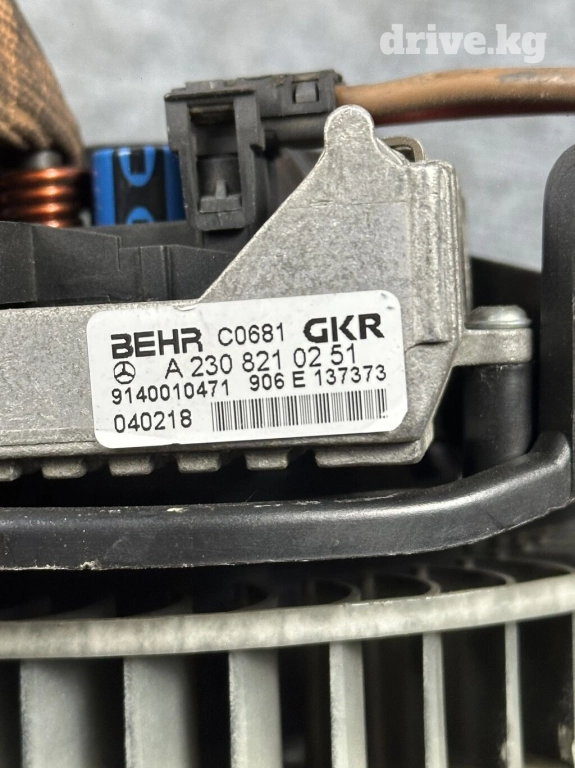 drive.kg
BEHR C0681 GKR
A 230 821 02 51
9140010471 906 E 137373
040218